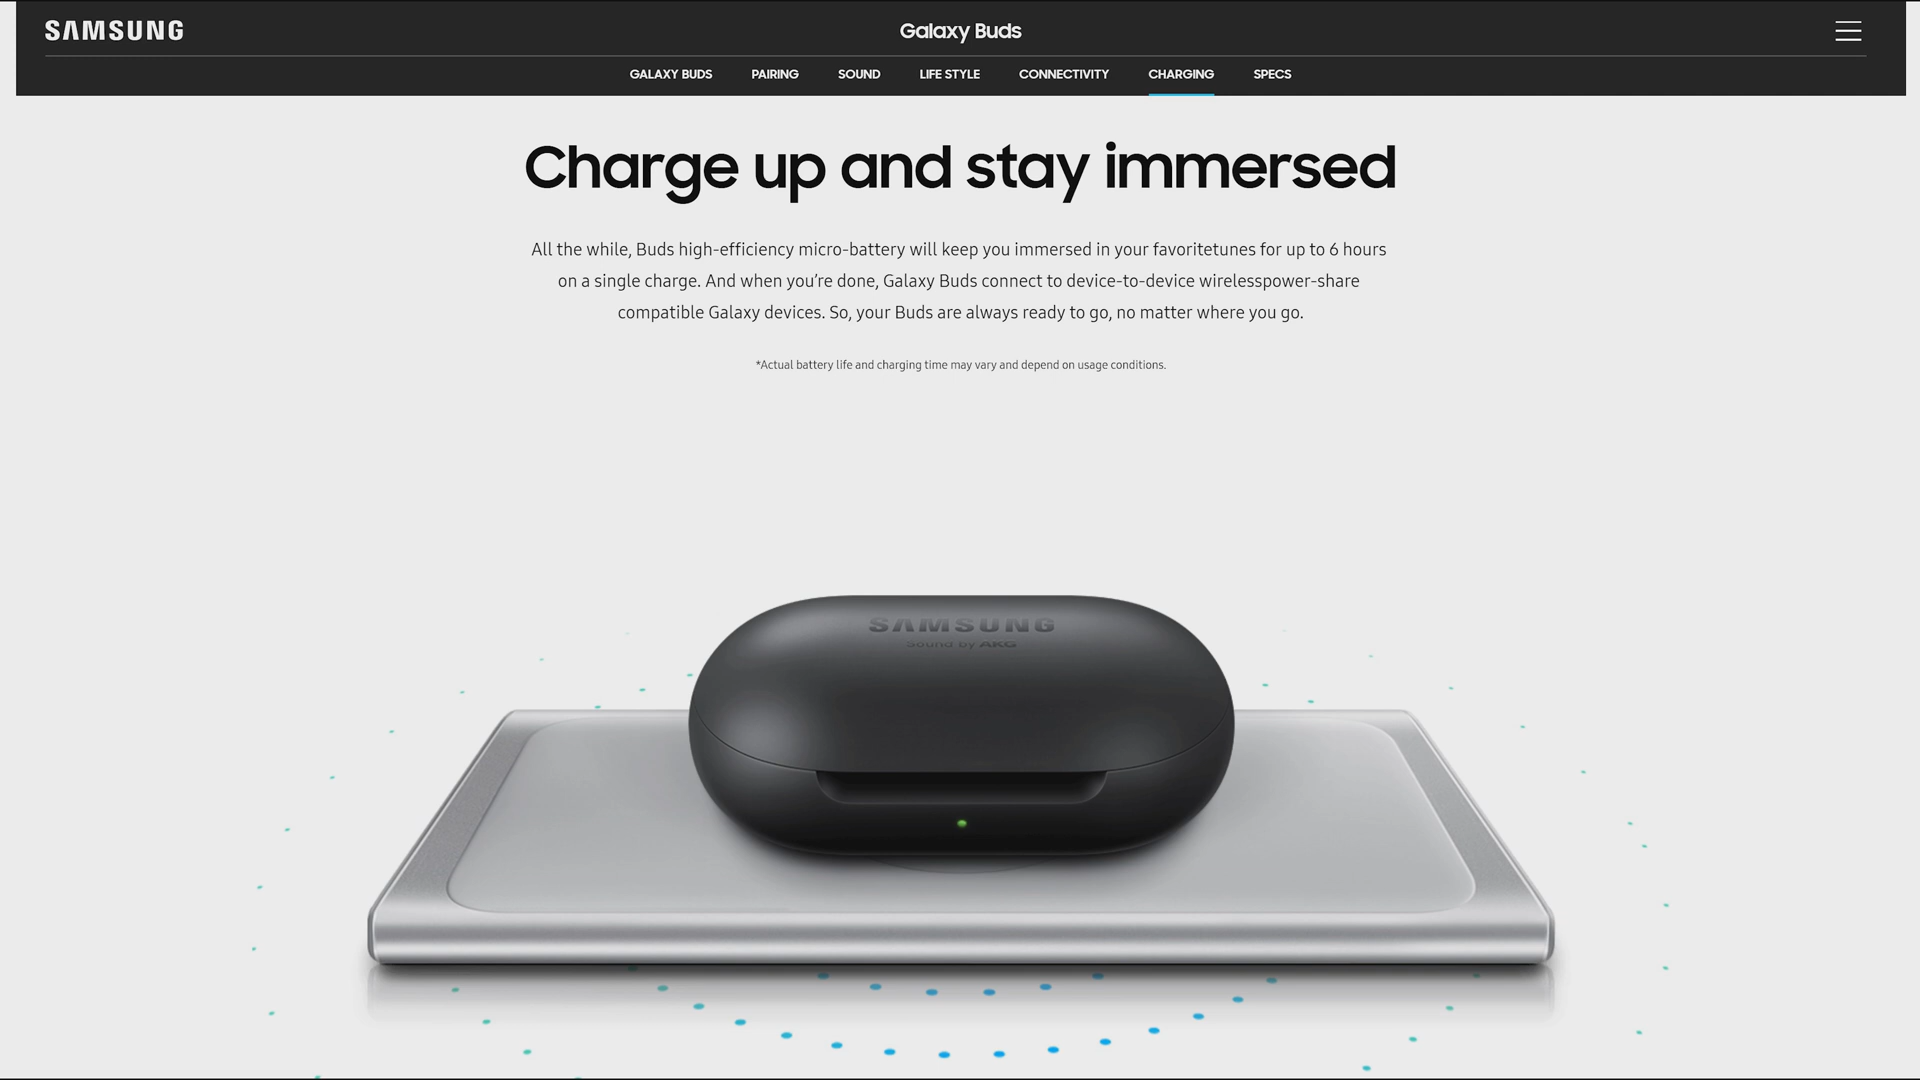 SAMSUNG
Galaxy Buds
GALAXY BUDS PAIRING SOUND LIFE STYLE CONNECTIVITY CHARGING SPECS
Charge up and stay immersed
All the while, Buds high-efficiency micro-battery will keep you immersed in your favoritetunes for up to 6 hours
on a single charge. And when you’re done, Galaxy Buds connect to device-to-device wirelesspower-share
compatible Galaxy devices. So, your Buds are always ready to go, no matter where you go.
*Actual battery life and charging time may vary and depend on usage conditions.
SAMSUNG
Sound by AKG